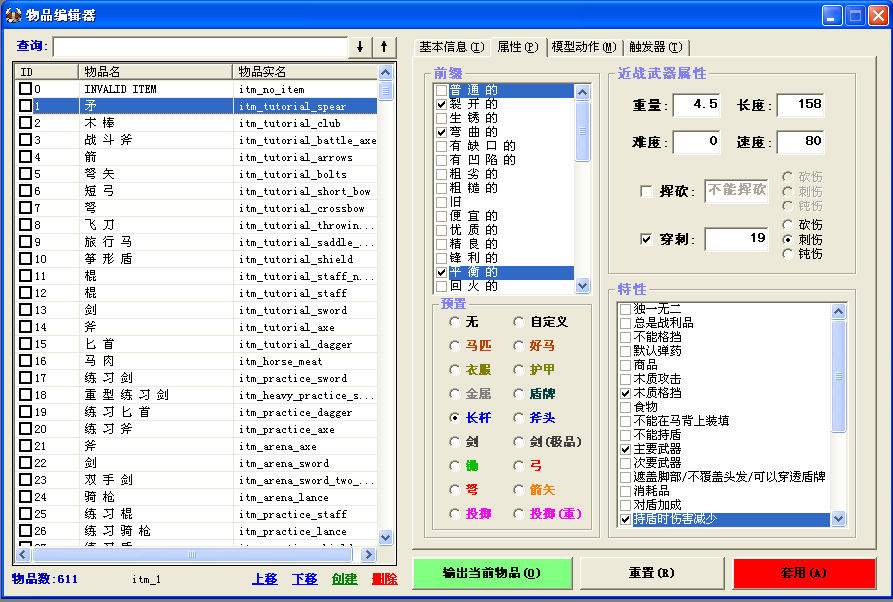 物品编辑器
查询:
ID 物品名 物品实名
0 INVALID ITEM itm_no_item
1 矛 itm_tutorial_spear
2 术棒 itm_tutorial_club
3 战斗斧 itm_tutorial_battle_axe
4 箭 itm_tutorial_arrows
5 弩矢 itm_tutorial_bolts
6 短弓 itm_tutorial_short_bow
7 弩 itm_tutorial_crossbow
8 飞刀 itm_tutorial_throwin...
9 旅行马 itm_tutorial_saddle_...
10 筝形盾 itm_tutorial_shield
11 棍 itm_tutorial_staff_n...
12 棍 itm_tutorial_staff
13 剑 itm_tutorial_sword
14 斧 itm_tutorial_axe
15 匕首 itm_tutorial_dagger
16 马肉 itm_horse_meat
17 练习剑 itm_practice_sword
18 重型练习剑 itm_heavy_practice_s...
19 练习匕首 itm_practice_dagger
20 练习斧 itm_practice_axe
21 斧 itm_arena_axe
22 剑 itm_arena_sword
23 双手剑 itm_arena_sword_two_...
24 骑枪 itm_arena_lance
25 练习棍 itm_practice_staff
26 练习骑枪 itm_practice_lance
物品数:611 itm_1 上移 下移 创建 删除
基本信息(I) 属性(P) 模型动作(M) 触发器(T)
前缀
普通的
裂开的
生锈的
弯曲的
有缺口的
有凹陷的
粗劣的
粗糙的
旧
便宜的
优质的
精良的
锋利的
平衡的
回火的
预置
无 自定义
马匹 好马
衣服 护甲
金属 盾牌
长杆 斧头
剑 剑(极品)
锄 弓
弩 箭矢
投掷 投掷(重)
近战武器属性
重量: 4.5 长度: 158
难度: 0 速度: 80
挥砍: 不能挥砍 砍伤
刺伤
钝伤
穿刺: 19 砍伤
刺伤
钝伤
特性
独一无二
总是战利品
不能格挡
默认弹药
商品
木质攻击
木质格挡
食物
不能在马背上装填
不能持盾
主要武器
次要武器
遮盖脚部/不覆盖头发/可以穿透盾牌
消耗品
对盾加成
持盾时伤害减少
输出当前物品(O) 重置(R) 套用(A)